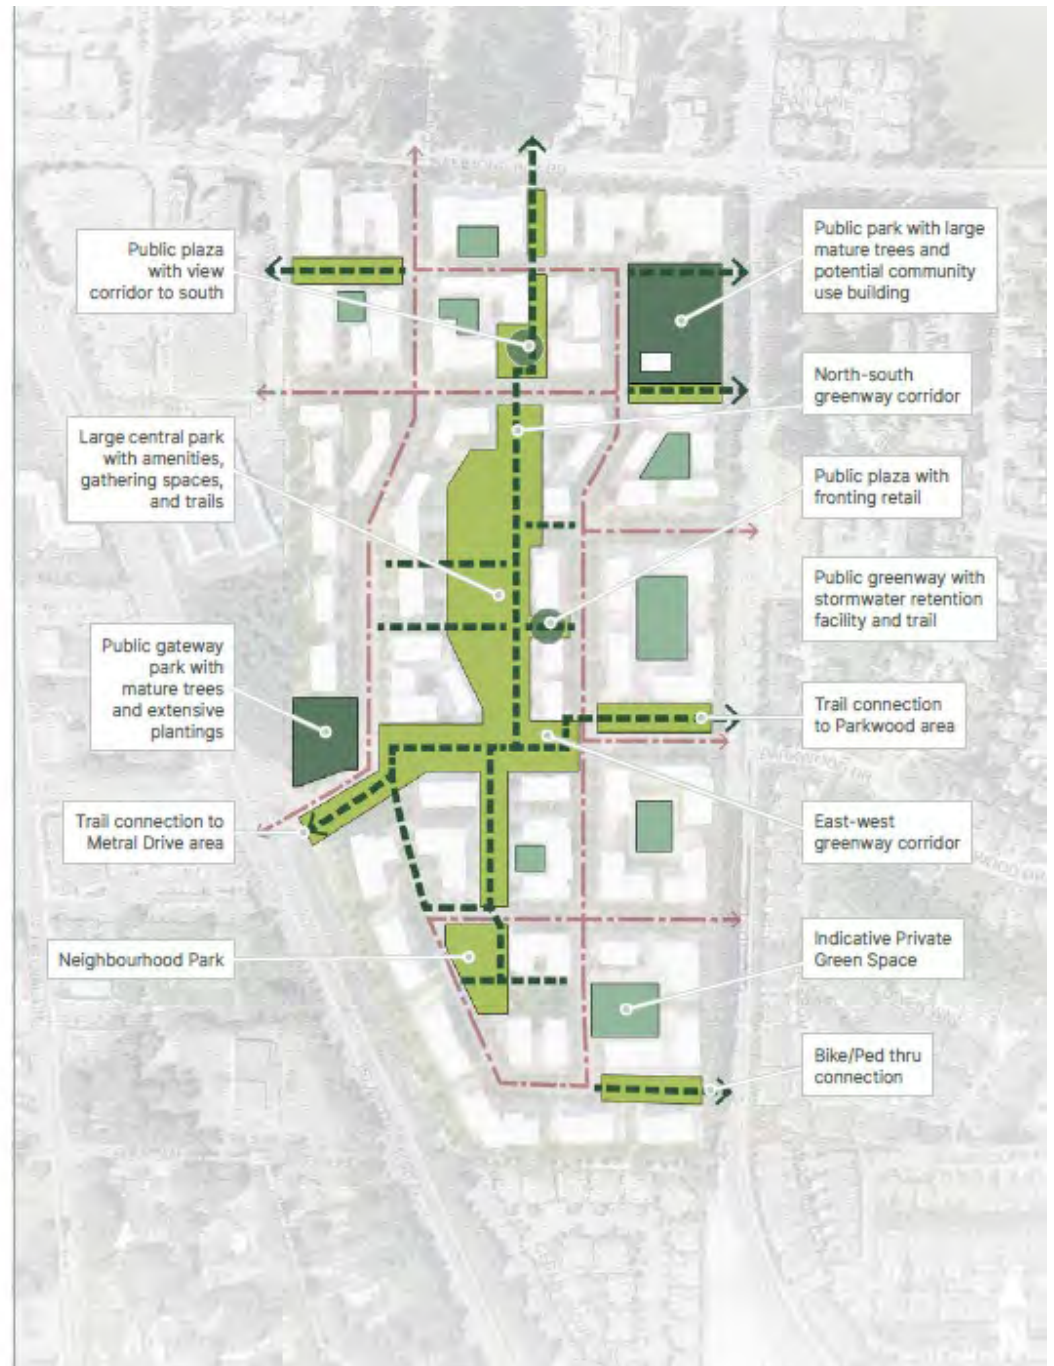 Public plaza
with view
corridor to south
Large central park
with amenities,
gathering spaces,
and trails
Public gateway
park with
mature trees
and extensive
plantings
Trail connection to
Metral Drive area
Neighbourhood Park
Public park with large
mature trees and
potential community
use building
North-south
greenway corridor
Public plaza with
fronting retail
Public greenway with
stormwater retention
facility and trail
Trail connection
to Parkwood area
East-west
greenway corridor
Indicative Private
Green Space
Bike/Ped thru
connection